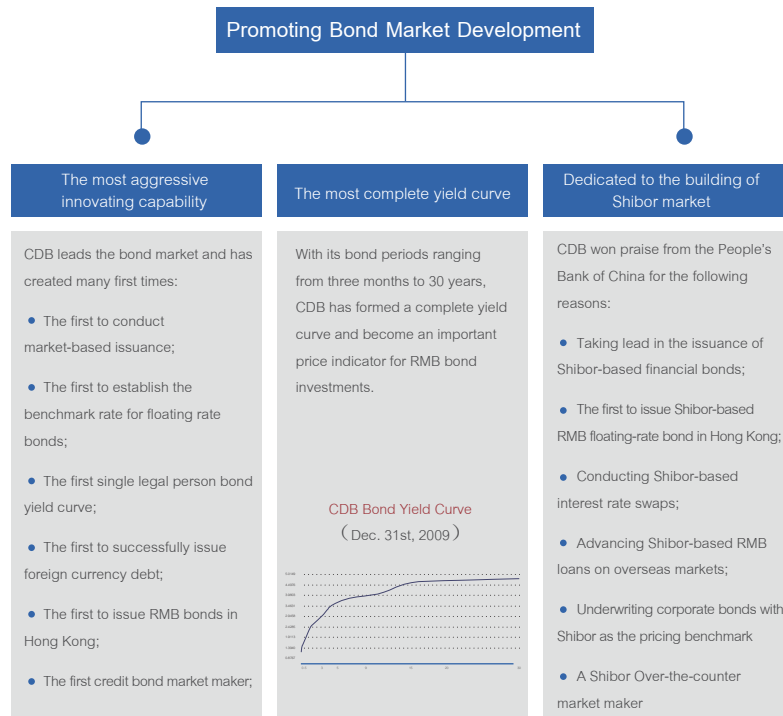 Promoting Bond Market Development
The most aggressive
innovating capability
CDB leads the bond market and has
created many first times:
● The first to conduct
market-based issuance;
● The first to establish the
benchmark rate for floating rate
bonds;
● The first single legal person bond
yield curve;
● The first to successfully issue
foreign currency debt;
● The first to issue RMB bonds in
Hong Kong;
● The first credit bond market maker;
The most complete yield curve
With its bond periods ranging
from three months to 30 years,
CDB has formed a complete yield
curve and become an important
price indicator for RMB bond
investments.
CDB Bond Yield Curve
（Dec. 31st, 2009）
Dedicated to the building of
Shibor market
CDB won praise from the People's
Bank of China for the following
reasons:
● Taking lead in the issuance of
Shibor-based financial bonds;
● The first to issue Shibor-based
RMB floating-rate bond in Hong Kong;
● Conducting Shibor-based
interest rate swaps;
● Advancing Shibor-based RMB
loans on overseas markets;
● Underwriting corporate bonds with
Shibor as the pricing benchmark
● A Shibor Over-the-counter
market maker